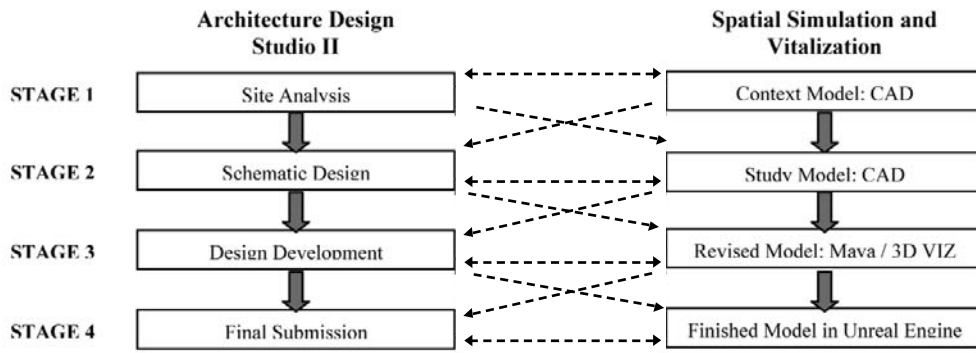 Architecture Design
Studio II
Spatial Simulation and
Vitalization
STAGE 1
Site Analysis
Context Model: CAD
STAGE 2
Schematic Design
Study Model: CAD
STAGE 3
Design Development
Revised Model: Maya / 3D VIZ
STAGE 4
Final Submission
Finished Model in Unreal Engine